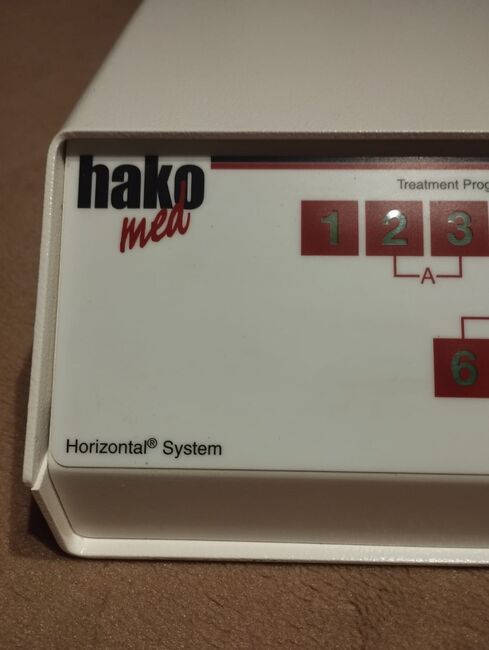 hako
med
Treatment Prog
1 2 3
A
6
Horizontal® System